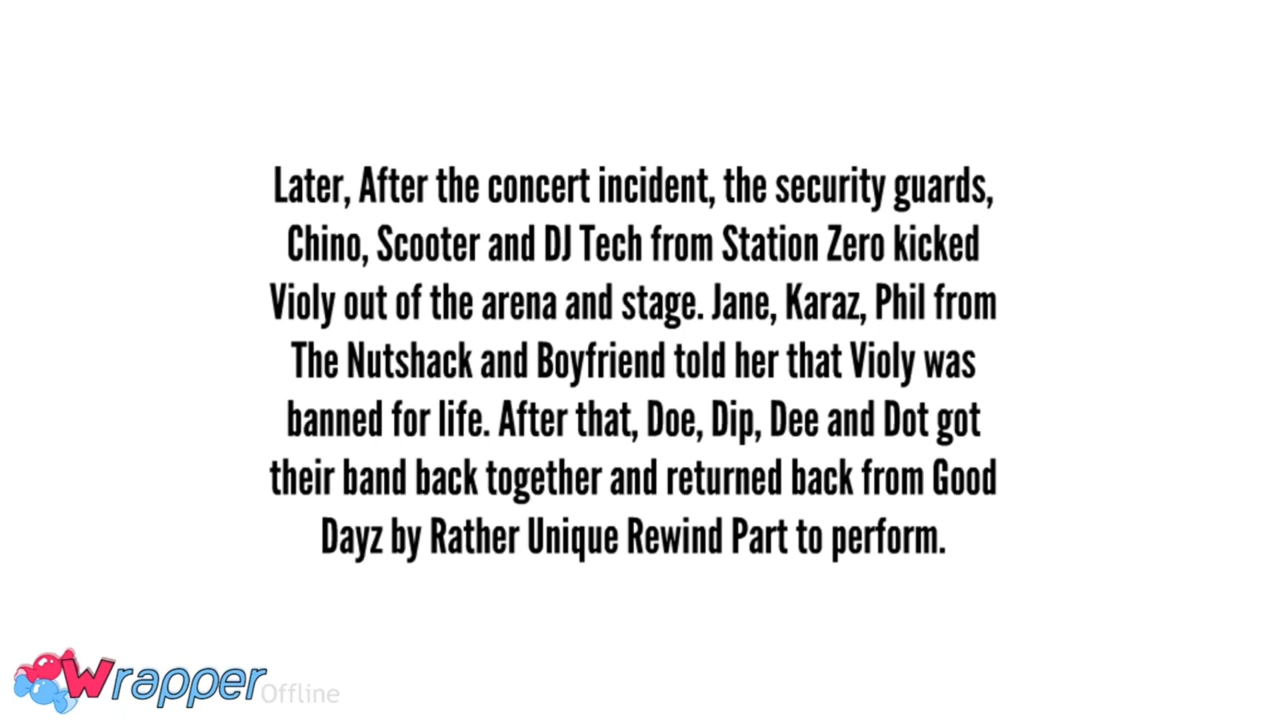 Later, After the concert incident, the security guards,
Chino, Scooter and DJ Tech from Station Zero kicked
Violy out of the arena and stage. Jane, Karaz, Phil from
The Nutshack and Boyfriend told her that Violy was
banned for life. After that, Doe, Dip, Dee and Dot got
their band back together and returned back from Good
Dayz by Rather Unique Rewind Part to perform.
Wrapper Offline